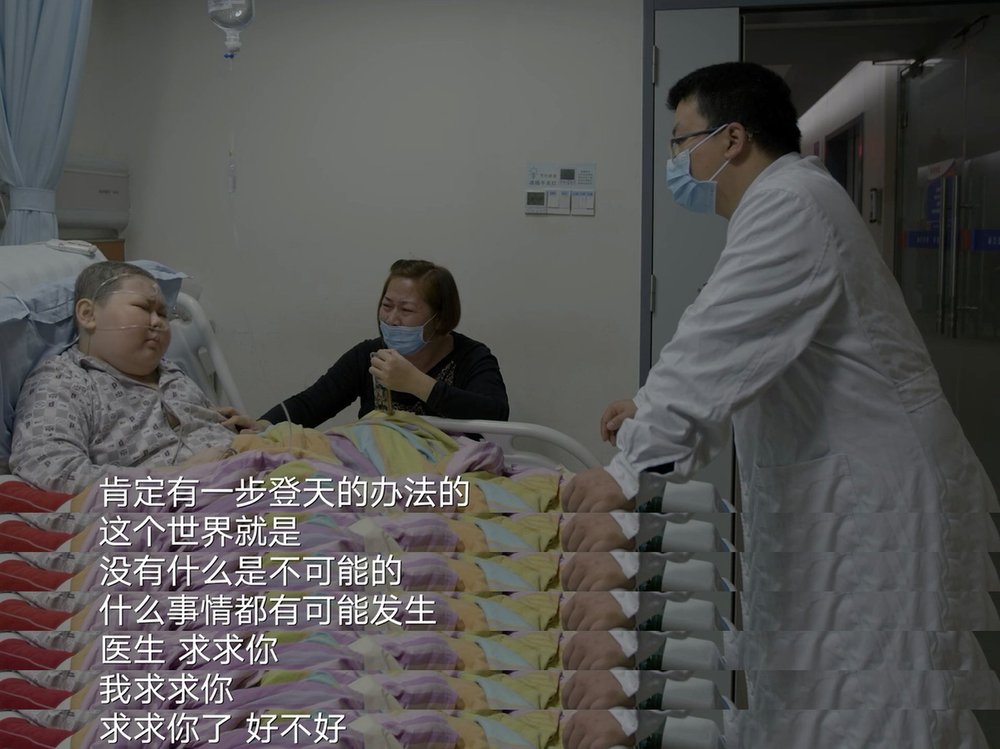 肯定有一步登天的办法的
这个世界就是
没有什么是不可能的
什么事情都有可能发生
医生 求求你
我求求你
求求你了 好不好